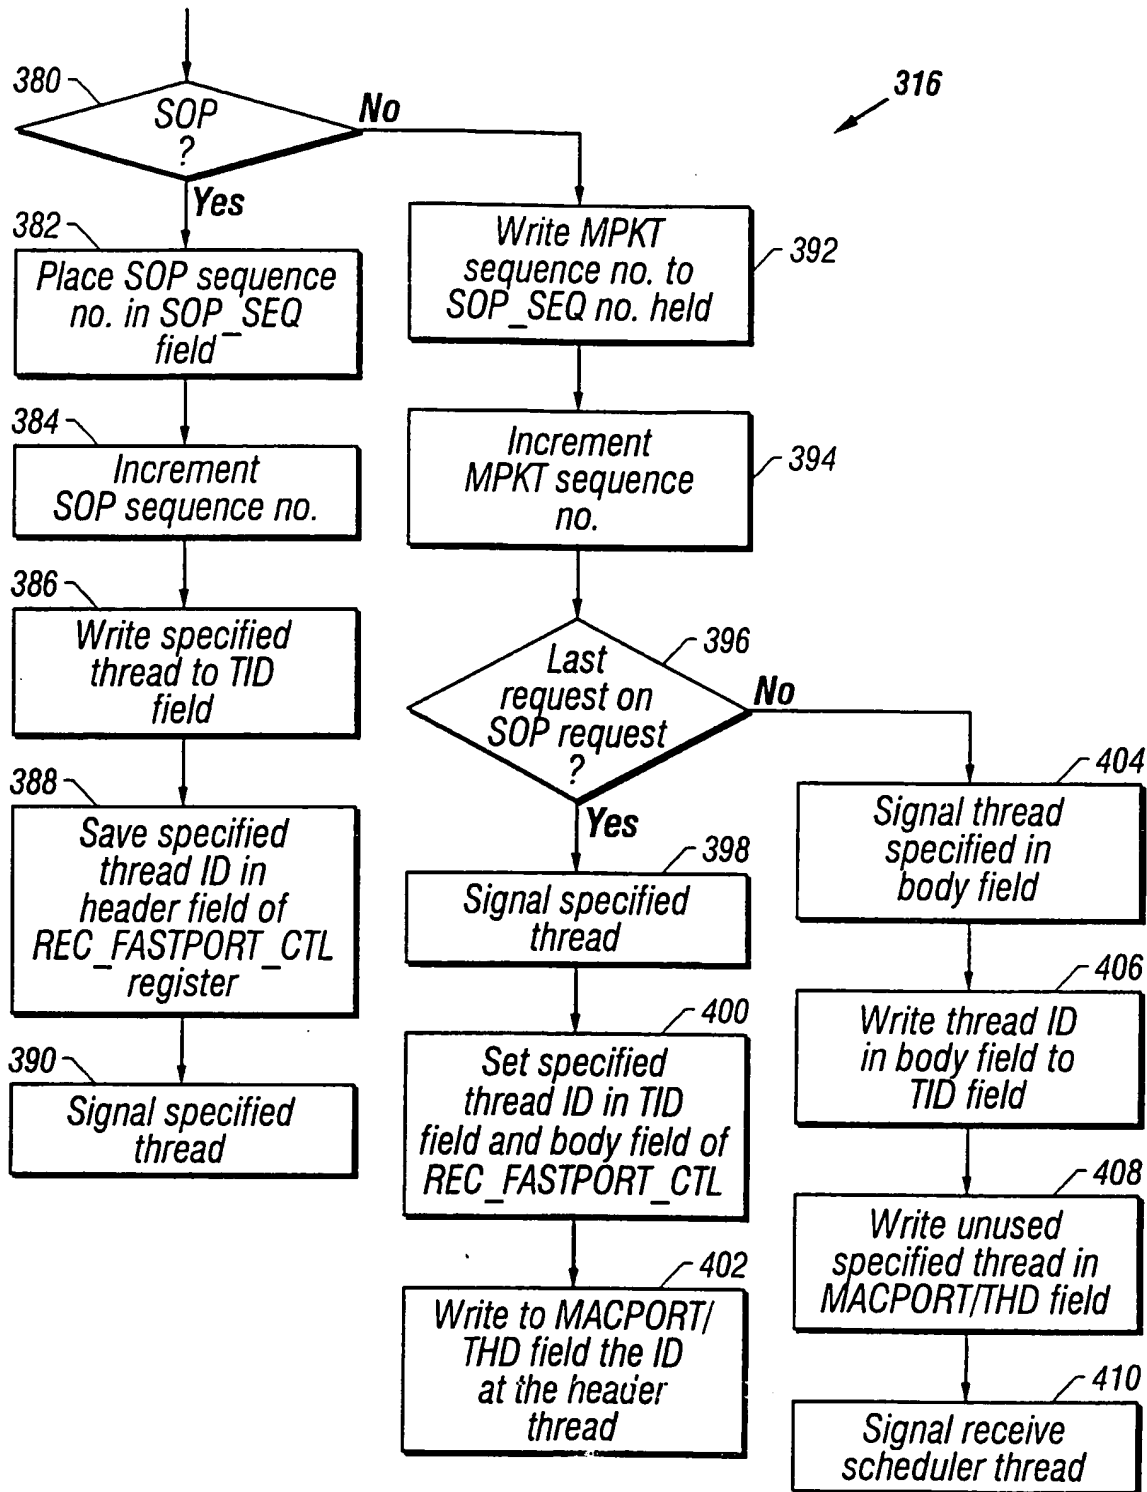 316
380
SOP
?
No
Yes
382
Place SOP sequence
no. in SOP_SEQ
field
384
Increment
SOP sequence no.
386
Write specified
thread to TID
field
388
Save specified
thread ID in
header field of
REC_FASTPORT_CTL
register
390
Signal specified
thread
Write MPKT
sequence no. to
SOP_SEQ no. held
392
Increment
MPKT sequence
no.
394
396
Last
request on
SOP request
?
No
Yes
398
Signal specified
thread
400
Set specified
thread ID in TID
field and body field of
REC_FASTPORT_CTL
402
Write to MACPORT/
THD field the ID
at the header
thread
404
Signal thread
specified in
body field
406
Write thread ID
in body field to
TID field
408
Write unused
specified thread in
MACPORT/THD field
410
Signal receive
scheduler thread